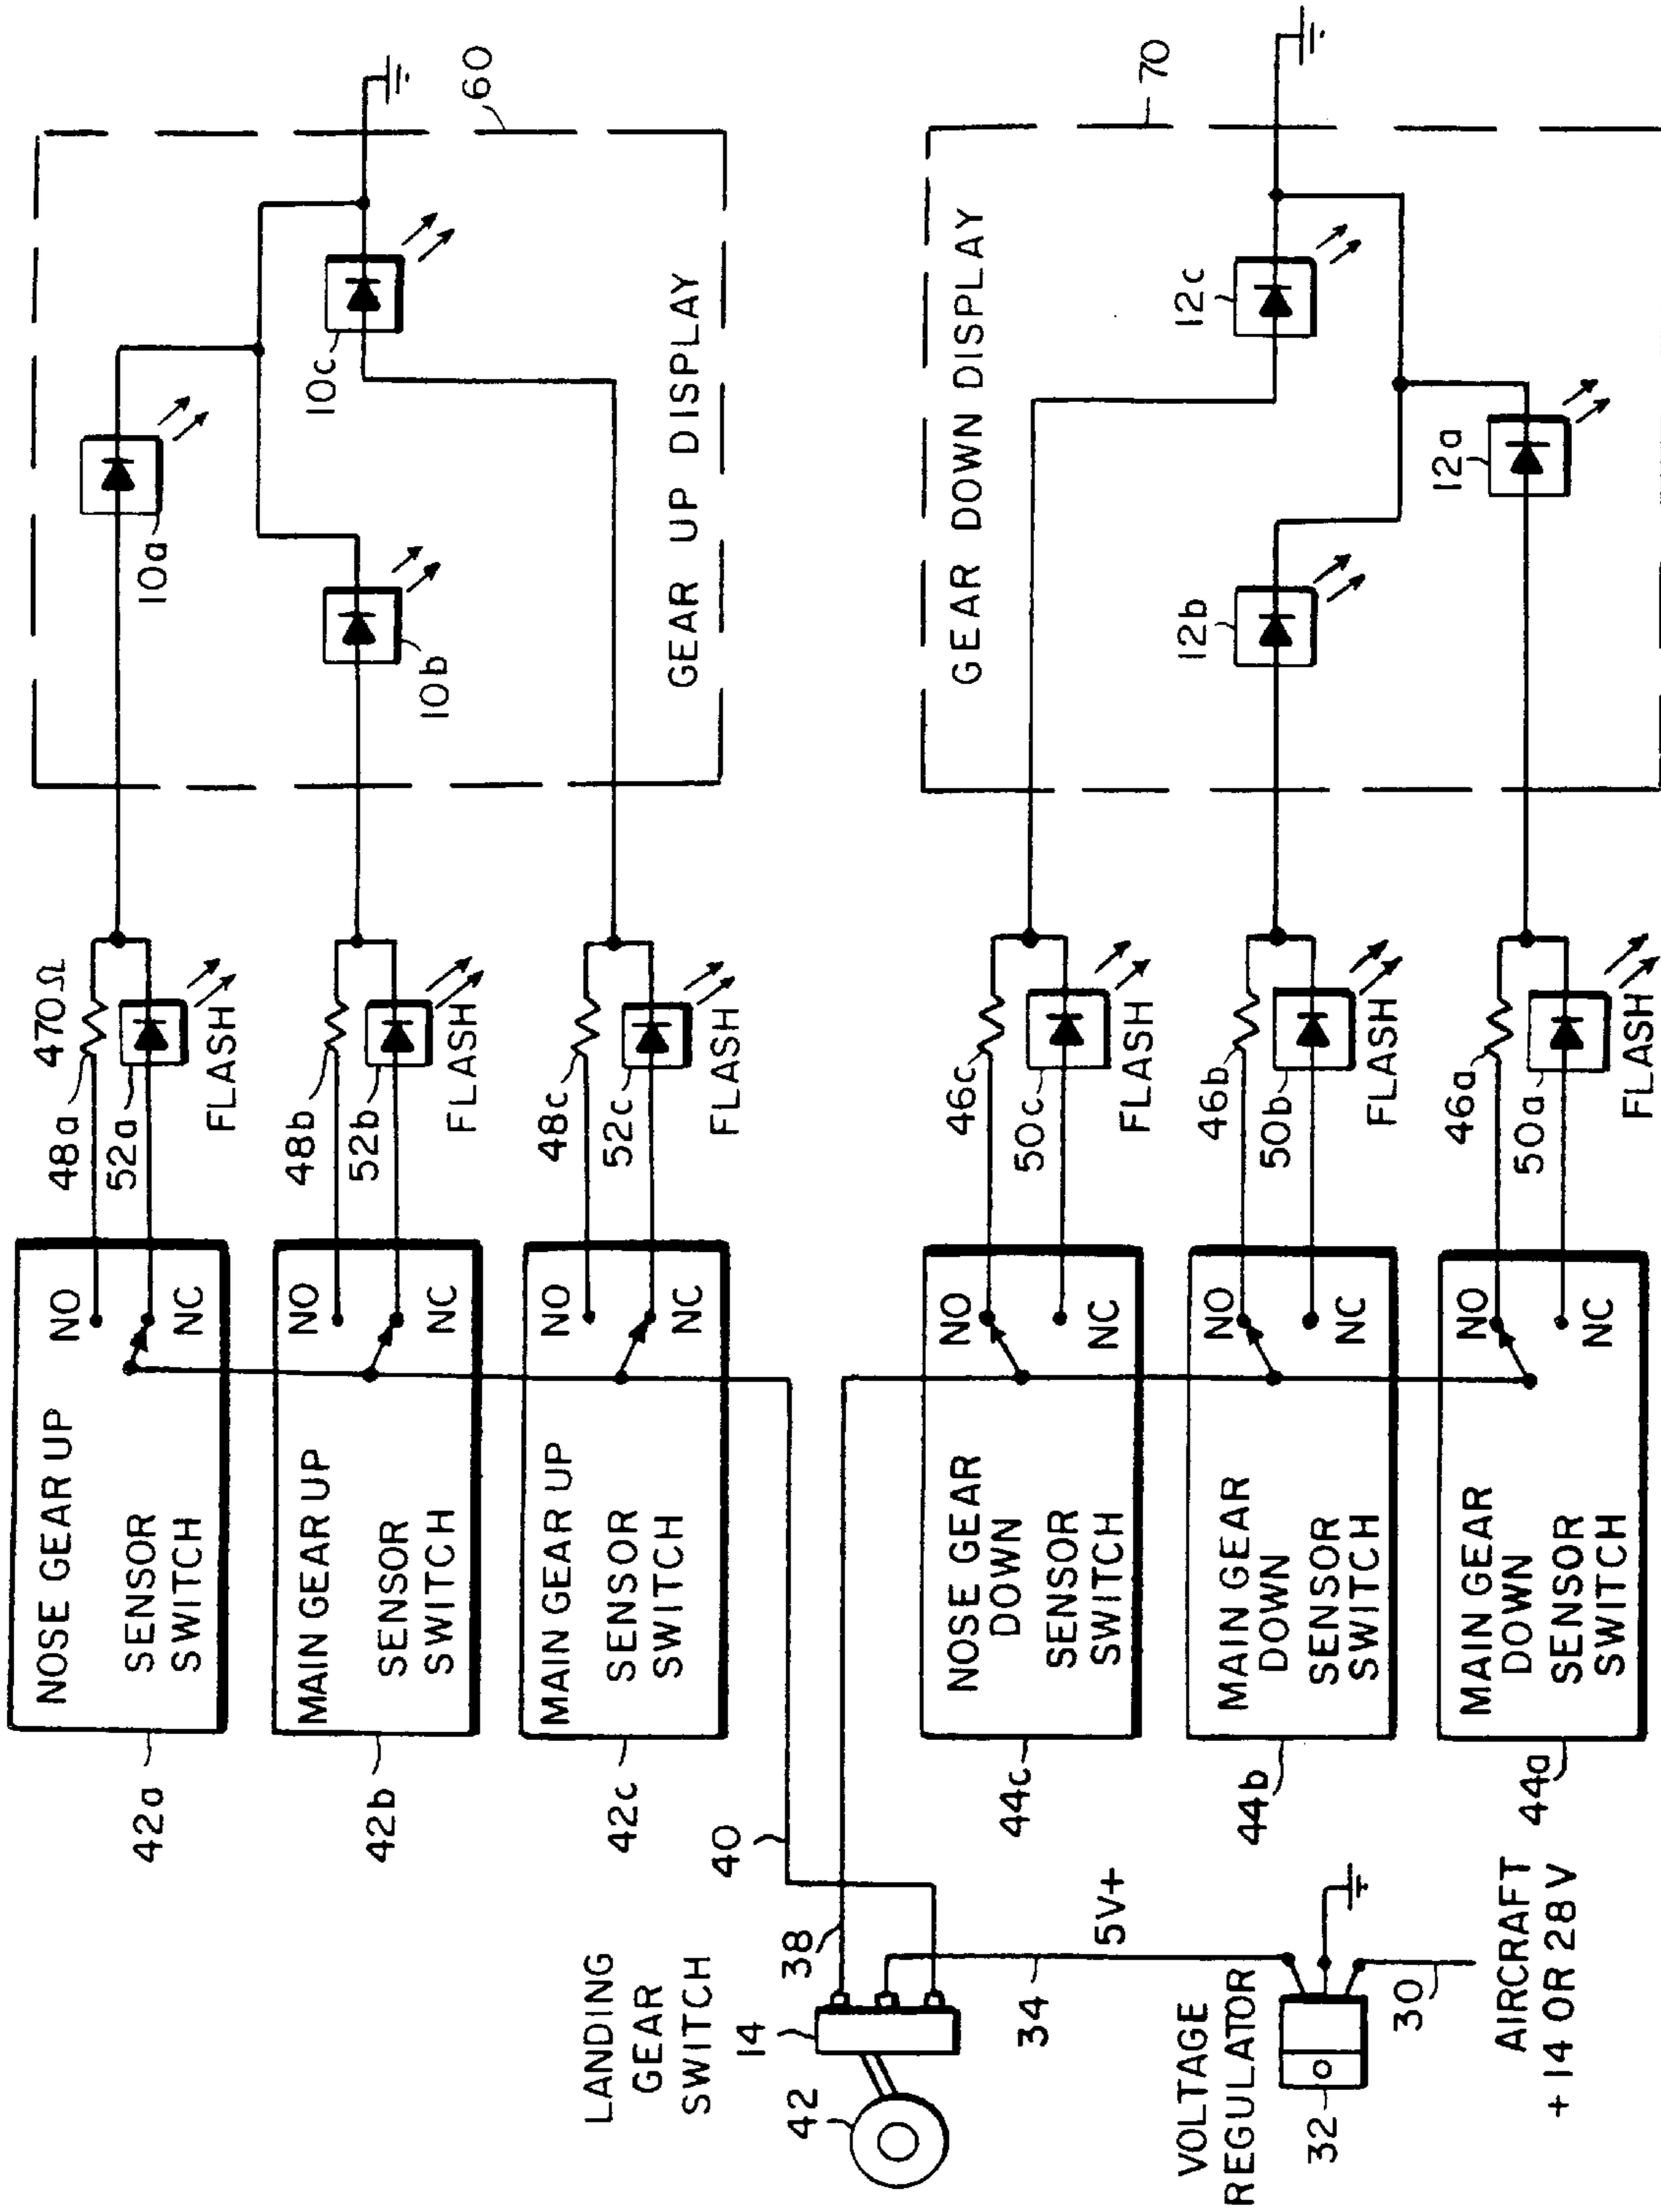 42a
NOSE GEAR UP
SENSOR
SWITCH
NO
NC
48a
470Ω
52a
FLASH
10a
42b
MAIN GEAR UP
SENSOR
SWITCH
NO
NC
48b
52b
FLASH
10b
10c
60
42c
MAIN GEAR UP
SENSOR
SWITCH
NO
NC
48c
52c
FLASH
GEAR UP DISPLAY
LANDING
GEAR
SWITCH
14
42
38
40
34
5V+
44c
NOSE GEAR
DOWN
SENSOR
SWITCH
NO
NC
46c
50c
FLASH
GEAR DOWN DISPLAY
12c
70
44b
MAIN GEAR
DOWN
SENSOR
SWITCH
NO
NC
46b
50b
FLASH
12b
44a
MAIN GEAR
DOWN
SENSOR
SWITCH
NO
NC
46a
50a
FLASH
12a
VOLTAGE
REGULATOR
32
30
AIRCRAFT
+14 OR 28V